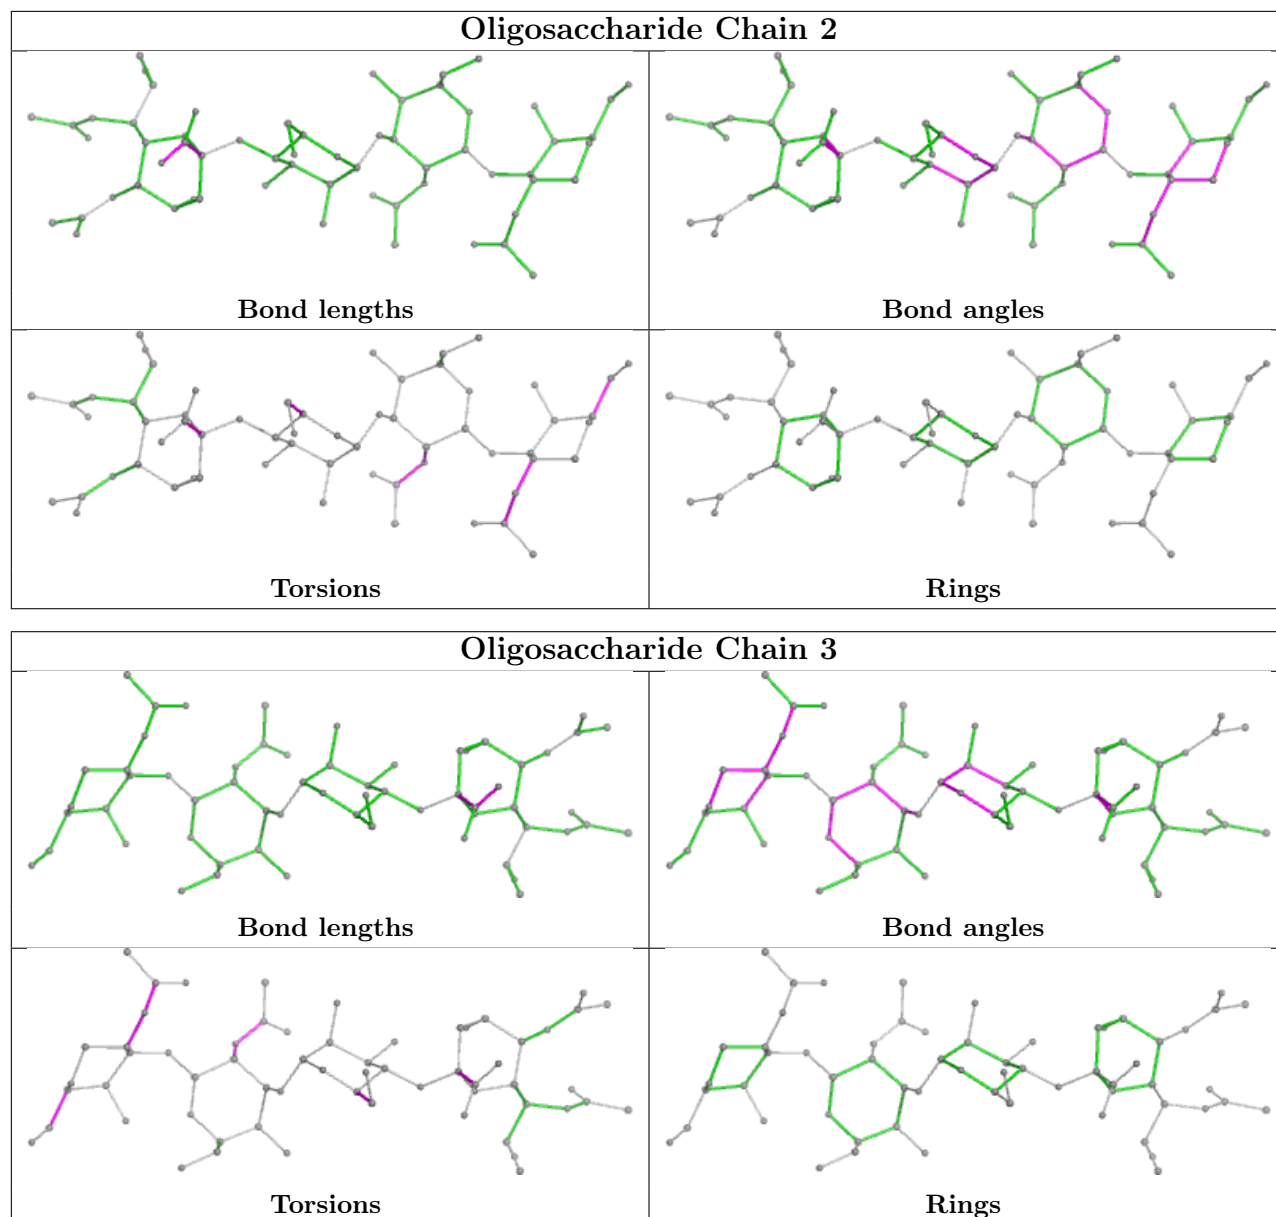 Oligosaccharide Chain 2
Bond lengths
Bond angles
Torsions
Rings
Oligosaccharide Chain 3
Bond lengths
Bond angles
Torsions
Rings